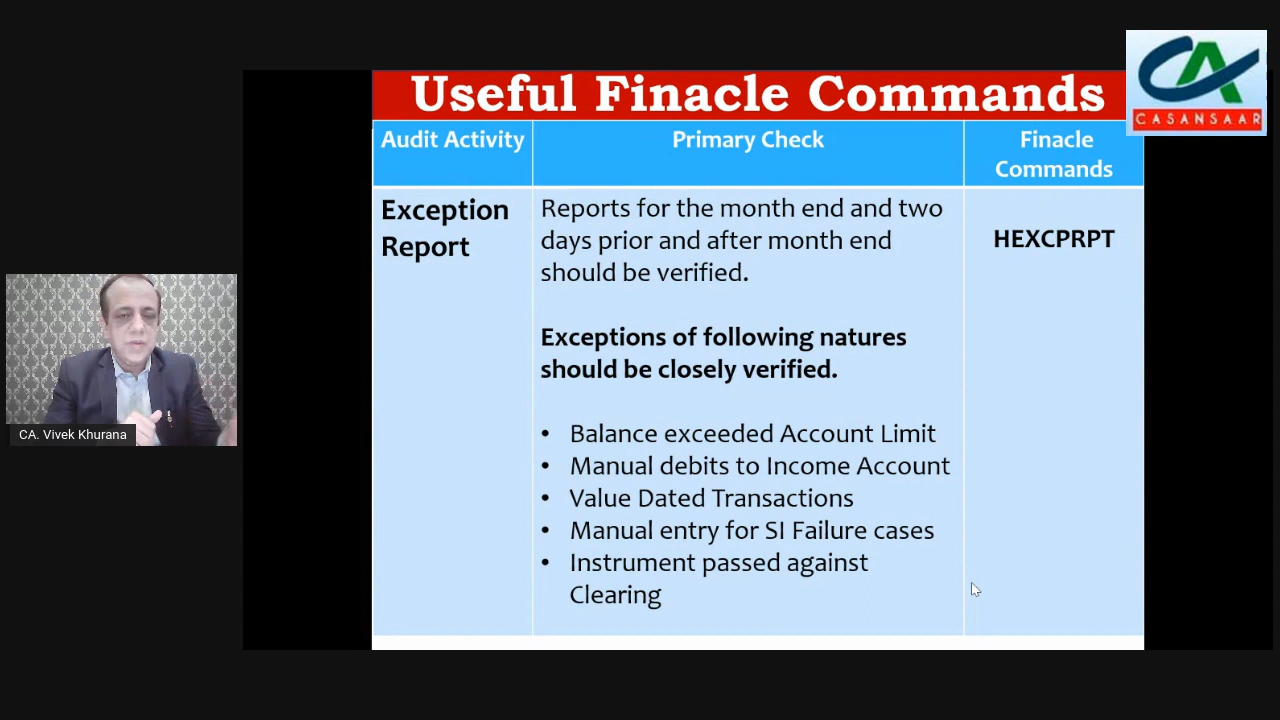 Useful Finacle Commands
CASANSAAR
Audit Activity
Primary Check
Finacle
Commands
Exception
Report
Reports for the month end and two
days prior and after month end
should be verified.
Exceptions of following natures
should be closely verified.
• Balance exceeded Account Limit
• Manual debits to Income Account
• Value Dated Transactions
• Manual entry for SI Failure cases
• Instrument passed against
Clearing
HEXCPRPT
CA. Vivek Khurana